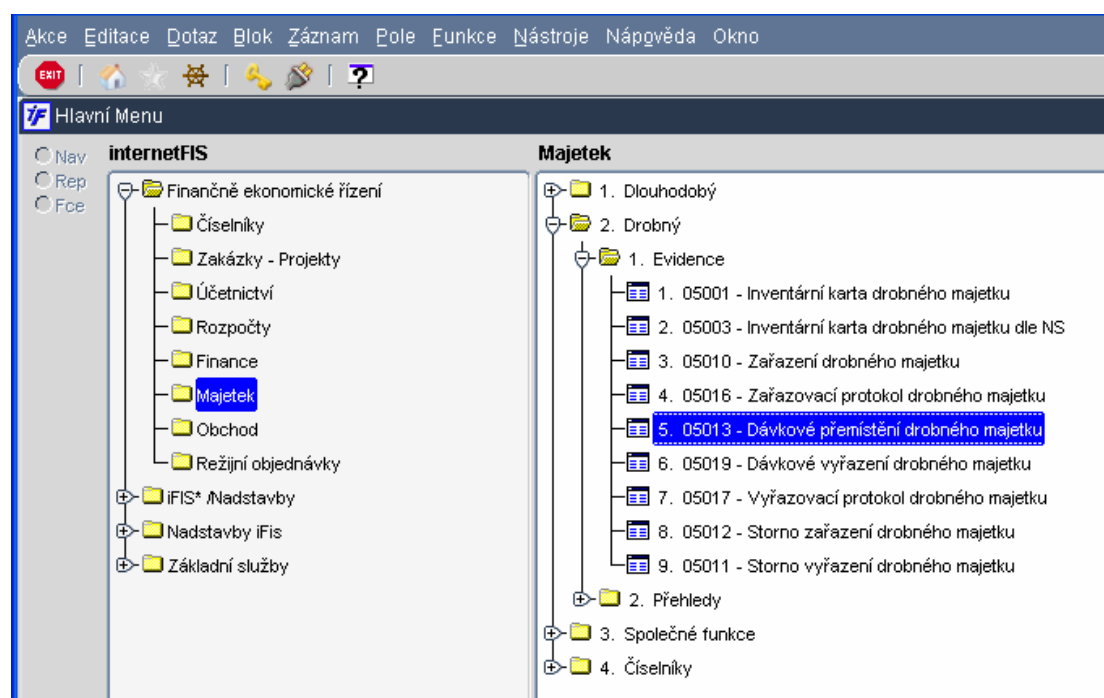 Akce Editace Dotaz Blok Záznam Pole Funkce Nástroje Nápověda Okno
EXIT
iF Hlavní Menu
Nav
Rep
Fce
internetFIS
Finančně ekonomické řízení
Číselníky
Zakázky - Projekty
Účetnictví
Rozpočty
Finance
Majetek
Obchod
Režijní objednávky
iFIS* /Nadstavby
Nadstavby iFis
Základní služby
Majetek
1. Dlouhodobý
2. Drobný
1. Evidence
1. 05001 - Inventární karta drobného majetku
2. 05003 - Inventární karta drobného majetku dle NS
3. 05010 - Zařazení drobného majetku
4. 05016 - Zařazovací protokol drobného majetku
5. 05013 - Dávkové přemístění drobného majetku
6. 05019 - Dávkové vyřazení drobného majetku
7. 05017 - Vyřazovací protokol drobného majetku
8. 05012 - Storno zařazení drobného majetku
9. 05011 - Storno vyřazení drobného majetku
2. Přehledy
3. Společné funkce
4. Číselníky